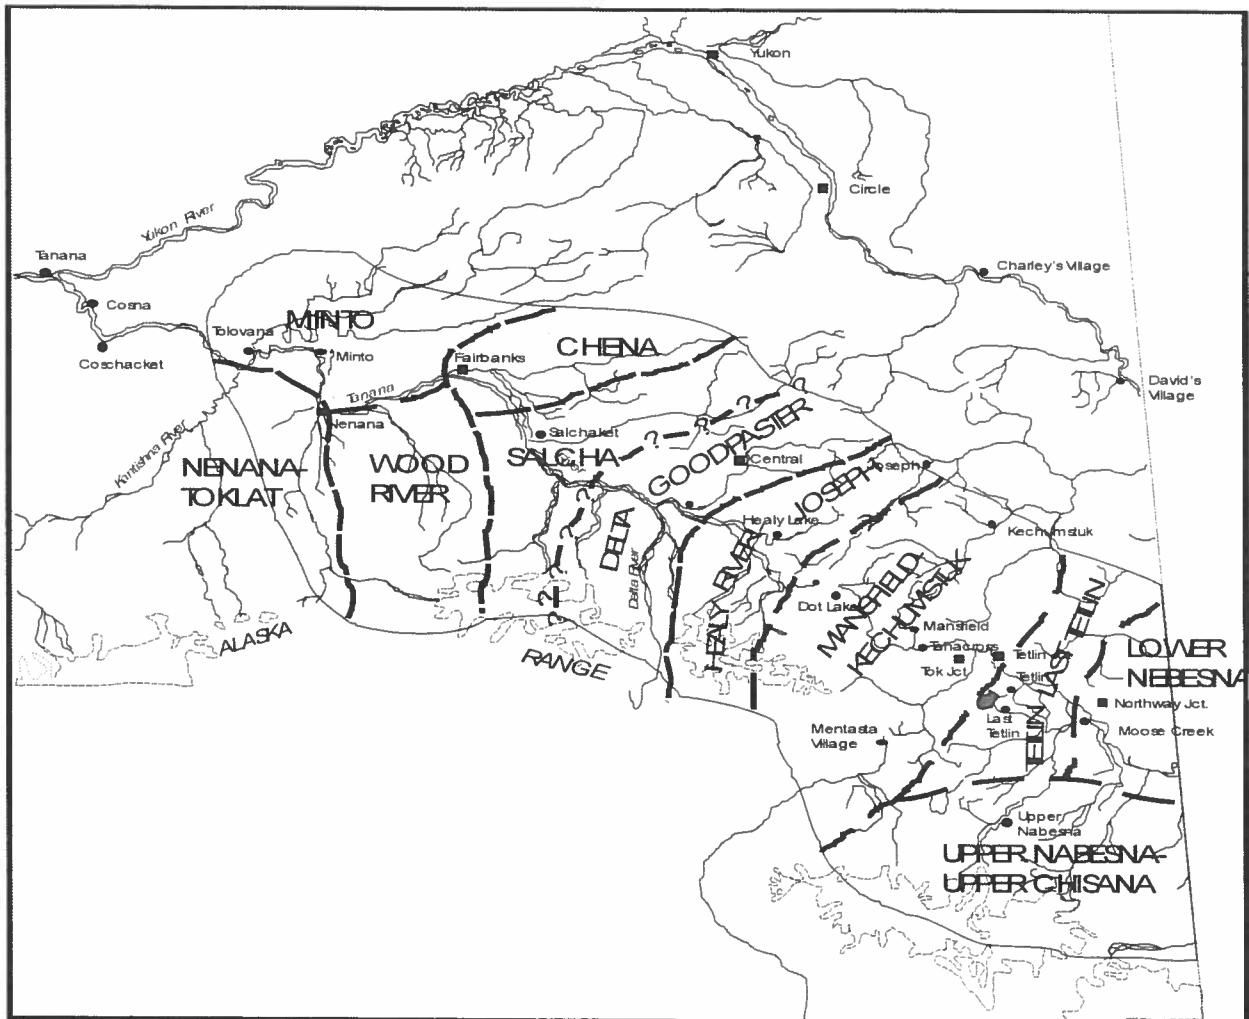 Yukon
Circle
Yukon River
Tanana
Charley's Village
Cosna
MINTO
Tolovana
Minto
CHENA
Coschacket
Fairbanks
David's
Village
Tanana
Nenana
Kantishna River
Salchaket
?
?
?
?
GOODPASTER
SALCHA
Central
NENANA-
TOKLAT
WOOD
RIVER
Joseph
JOSEPH
?
?
?
?
?
DELTA
Healy Lake
Kechumstuk
HEALY RIVER
Delta River
Dot Lake
MANSFIELD-
KECHUMSTUK
Mansfield
Tanacross
Tok Jct.
Tetlin
Tetlin
Last
Tetlin
TETLIN LAST TETLIN
LOWER
NEBESNA
ALASKA
RANGE
Northway Jct.
Moose Creek
Mentasta
Village
Upper
Nabesna
UPPER NABESNA-
UPPER CHISANA